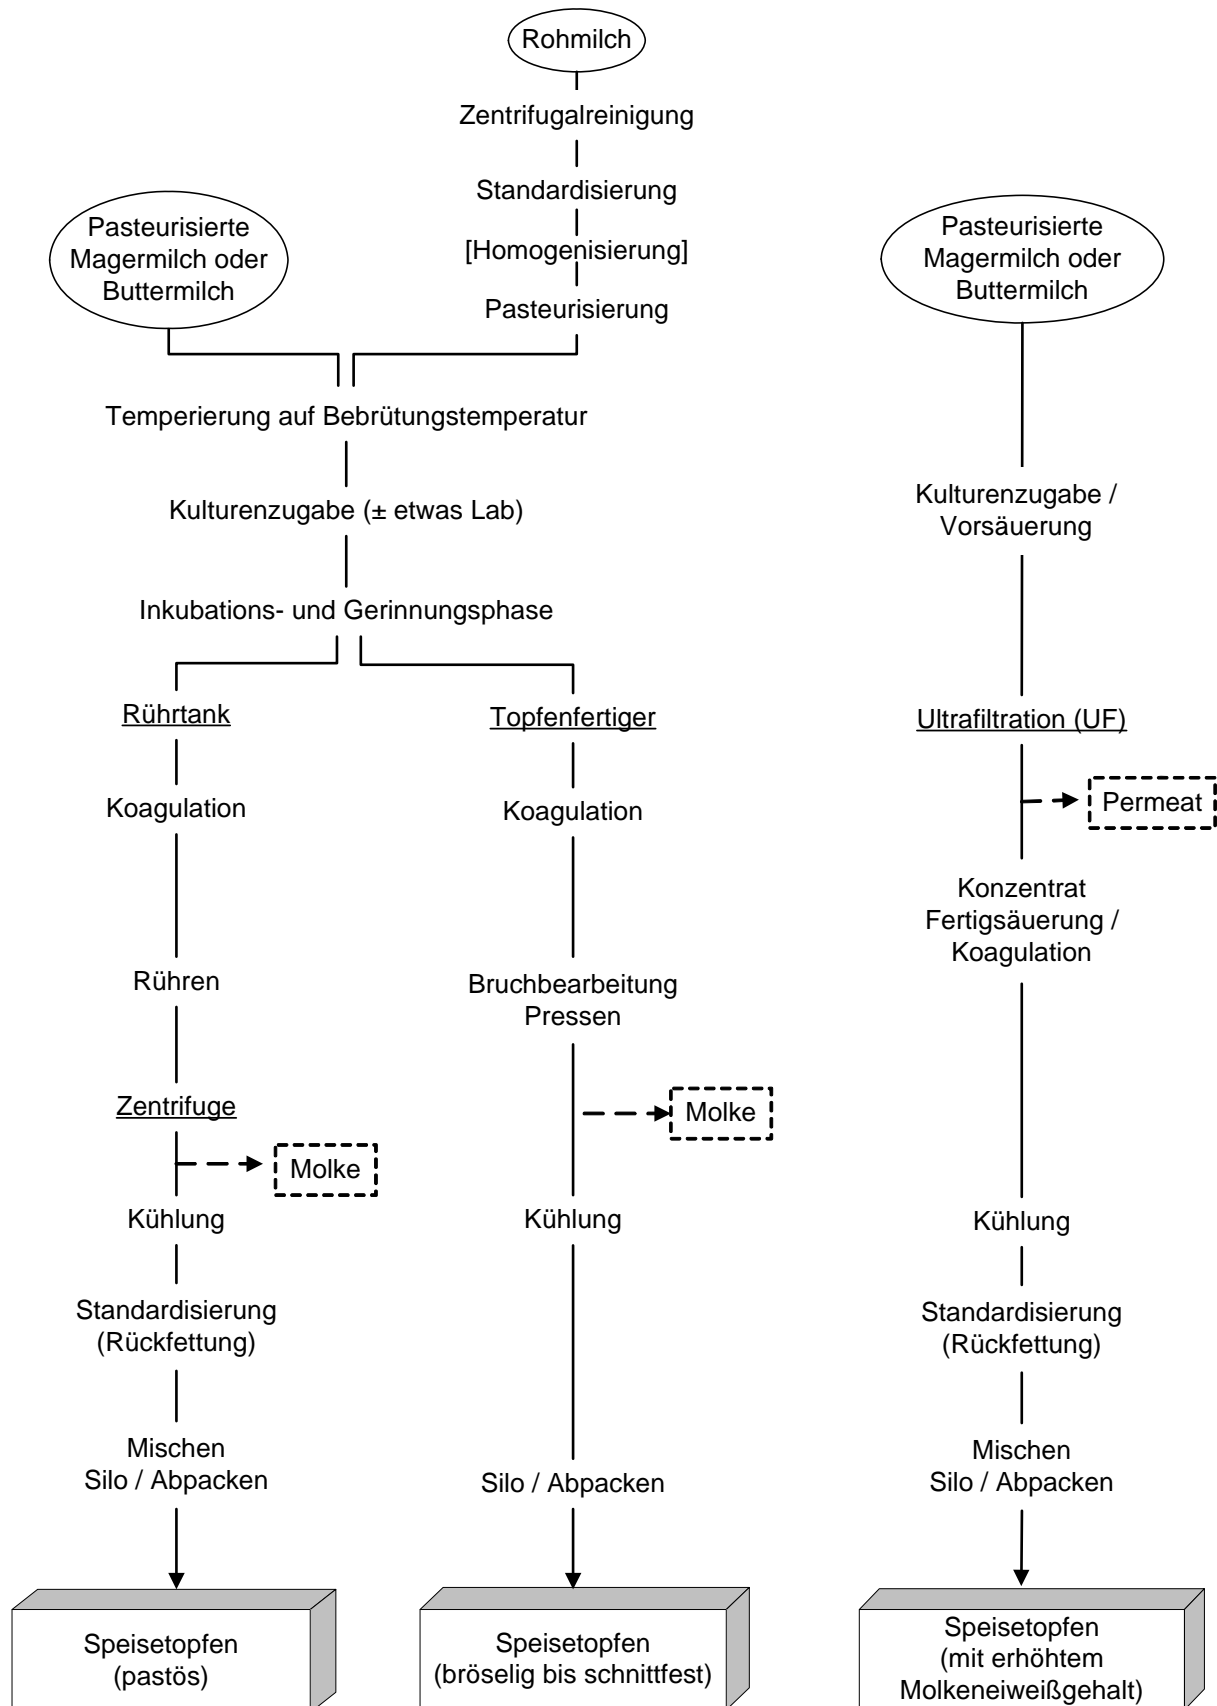 Rohmilch
Zentrifugalreinigung
Standardisierung
[Homogenisierung]
Pasteurisierung
Pasteurisierte
Magermilch oder
Buttermilch
Temperierung auf Bebrütungstemperatur
Kulturenzugabe (± etwas Lab)
Inkubations- und Gerinnungsphase
Rührtank
Koagulation
Rühren
Zentrifuge
Molke
Kühlung
Standardisierung
(Rückfettung)
Mischen
Silo / Abpacken
Speisetopfen
(pastös)
Topfenfertiger
Koagulation
Bruchbearbeitung
Pressen
Molke
Kühlung
Silo / Abpacken
Speisetopfen
(bröselig bis schnittfest)
Pasteurisierte
Magermilch oder
Buttermilch
Kulturenzugabe /
Vorsäuerung
Ultrafiltration (UF)
Permeat
Konzentrat
Fertigsäuerung /
Koagulation
Kühlung
Standardisierung
(Rückfettung)
Mischen
Silo / Abpacken
Speisetopfen
(mit erhöhtem
Molkeneiweißgehalt)